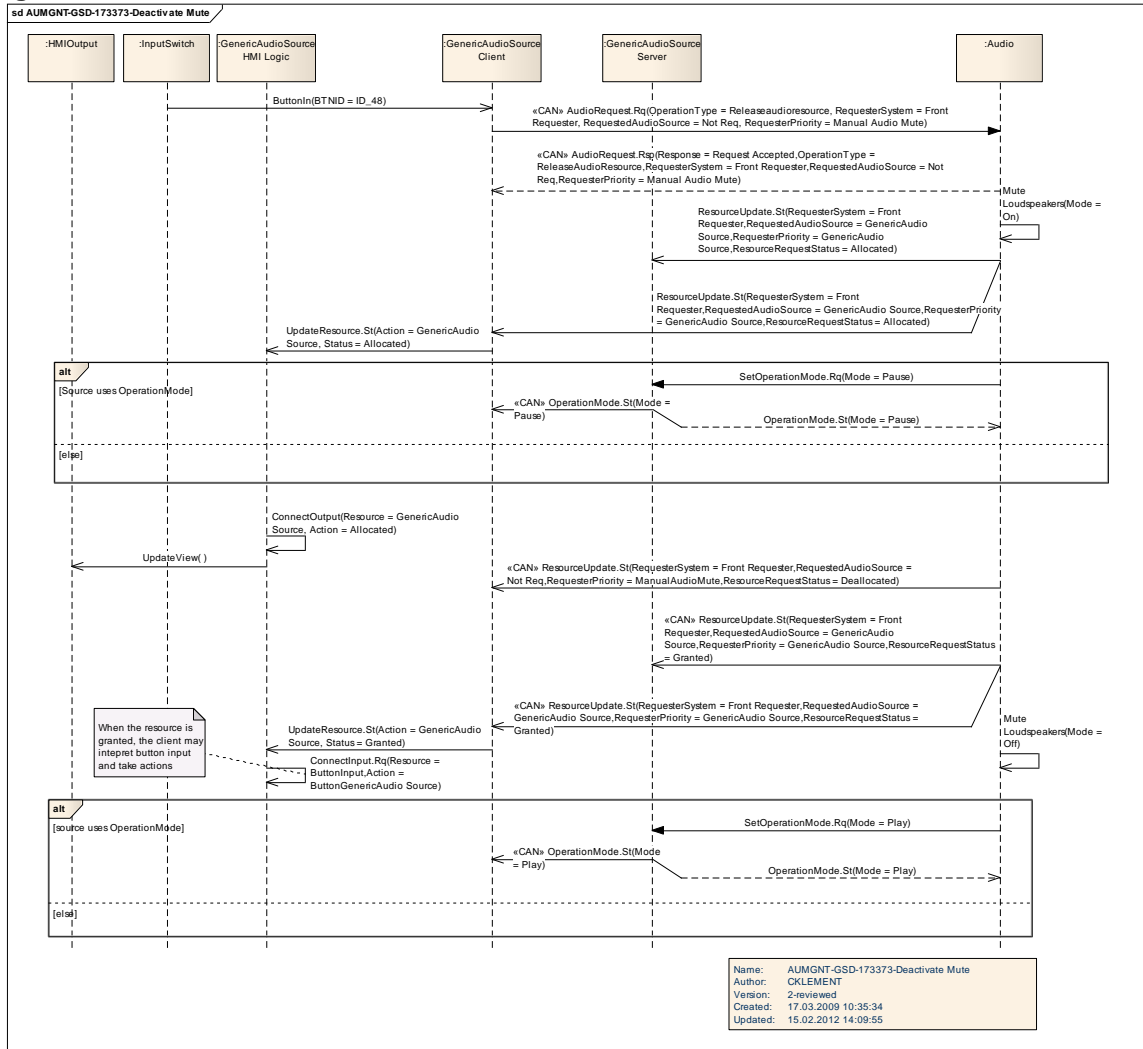 sd AUMGNT-GSD-173373-Deactivate Mute
:HMIOutput
:InputSwitch
:GenericAudioSource
HMI Logic
:GenericAudioSource
Client
:GenericAudioSource
Server
:Audio
ButtonIn(BTNID = ID_48)
«CAN» AudioRequest.Rq(OperationType = Releaseaudioresource, RequesterSystem = Front
Requester, RequestedAudioSource = Not Req, RequesterPriority = Manual Audio Mute)
«CAN» AudioRequest.Rsp(Response = Request Accepted,OperationType =
ReleaseAudioResource,RequesterSystem = Front Requester,RequestedAudioSource = Not
Req,RequesterPriority = Manual Audio Mute)
Mute
Loudspeakers(Mode =
On)
ResourceUpdate.St(RequesterSystem = Front
Requester,RequestedAudioSource = GenericAudio
Source,RequesterPriority = GenericAudio
Source,ResourceRequestStatus = Allocated)
ResourceUpdate.St(RequesterSystem = Front
Requester,RequestedAudioSource = GenericAudio Source,RequesterPriority
= GenericAudio Source,ResourceRequestStatus = Allocated)
UpdateResource.St(Action = GenericAudio
Source, Status = Allocated)
alt
[Source uses OperationMode]
SetOperationMode.Rq(Mode = Pause)
«CAN» OperationMode.St(Mode =
Pause)
OperationMode.St(Mode = Pause)
[else]
ConnectOutput(Resource = GenericAudio
Source, Action = Allocated)
UpdateView( )
«CAN» ResourceUpdate.St(RequesterSystem = Front Requester,RequestedAudioSource =
Not Req,RequesterPriority = ManualAudioMute,ResourceRequestStatus = Deallocated)
«CAN» ResourceUpdate.St(RequesterSystem = Front
Requester,RequestedAudioSource = GenericAudio
Source,RequesterPriority = GenericAudio Source,ResourceRequestStatus
= Granted)
«CAN» ResourceUpdate.St(RequesterSystem = Front Requester,RequestedAudioSource =
GenericAudio Source,RequesterPriority = GenericAudio Source,ResourceRequestStatus =
Granted)
Mute
Loudspeakers(Mode =
Off)
When the resource is
granted, the client may
intepret button input
and take actions
UpdateResource.St(Action = GenericAudio
Source, Status = Granted)
ConnectInput.Rq(Resource =
ButtonInput,Action =
ButtonGenericAudio Source)
alt
[source uses OperationMode]
SetOperationMode.Rq(Mode = Play)
«CAN» OperationMode.St(Mode
= Play)
OperationMode.St(Mode = Play)
[else]
Name: AUMGNT-GSD-173373-Deactivate Mute
Author: CKLEMENT
Version: 2-reviewed
Created: 17.03.2009 10:35:34
Updated: 15.02.2012 14:09:55